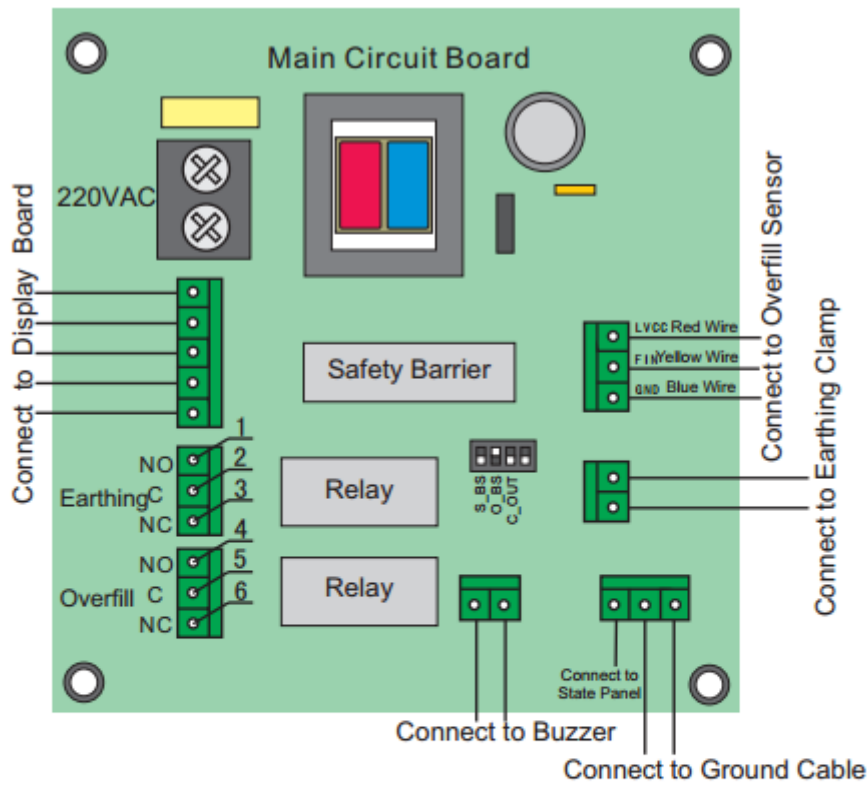 Main Circuit Board
220VAC
Connect to Display Board
LVCC Red Wire
FIN Yellow Wire
GND Blue Wire
Connect to Overfill Sensor
Safety Barrier
Connect to Earthing Clamp
S_BS
O_BS
C_OUT
Earthing
NO 1
C 2
NC 3
Relay
Overfill
NO 4
C 5
NC 6
Relay
Connect to
State Panel
Connect to Buzzer
Connect to Ground Cable